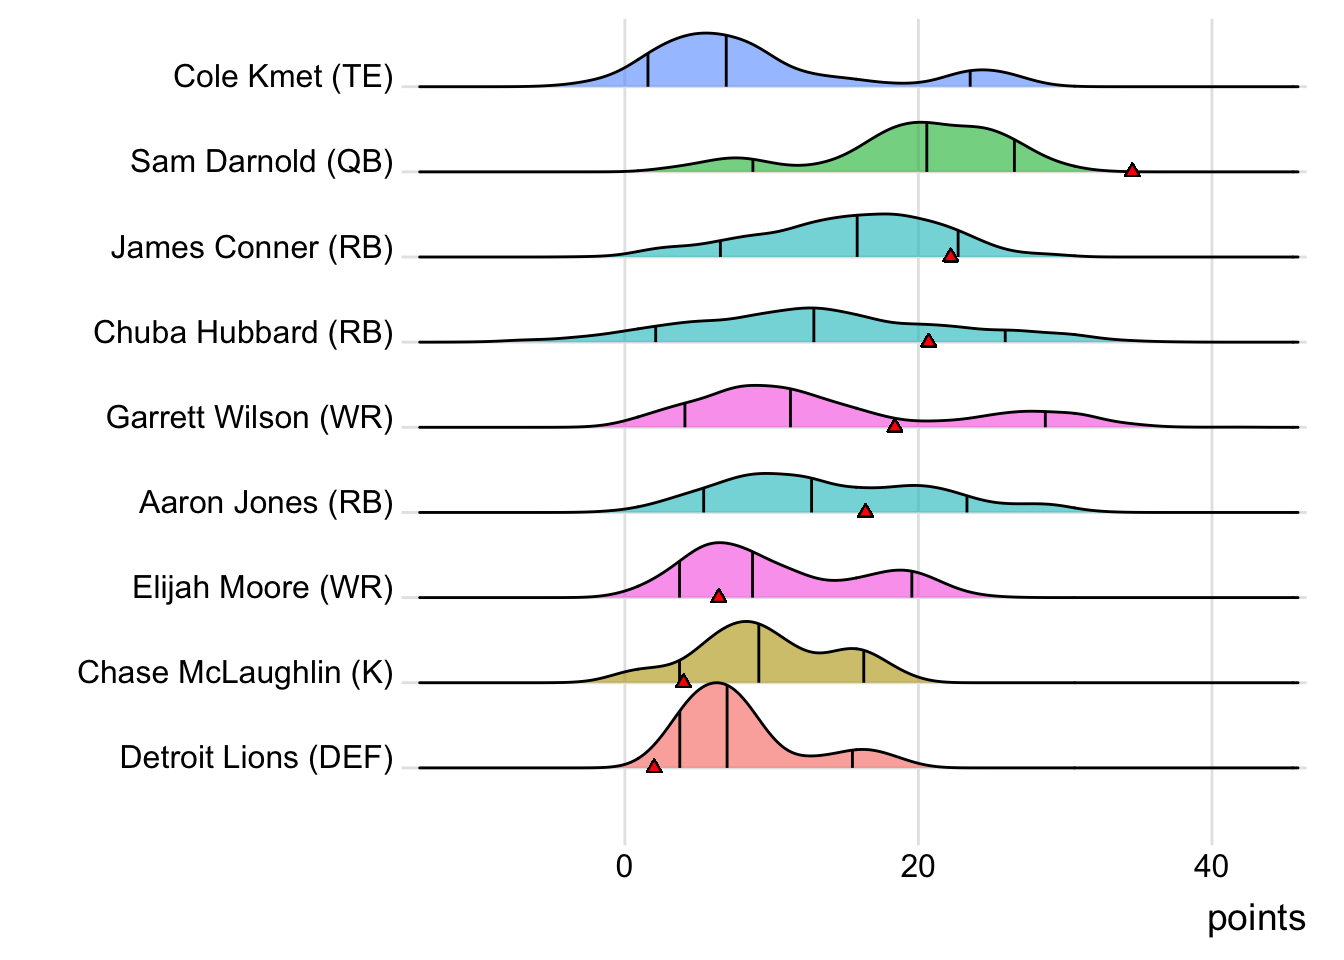 Cole Kmet (TE)
Sam Darnold (QB)
James Conner (RB)
Chuba Hubbard (RB)
Garrett Wilson (WR)
Aaron Jones (RB)
Elijah Moore (WR)
Chase McLaughlin (K)
Detroit Lions (DEF)
0 20 40
points